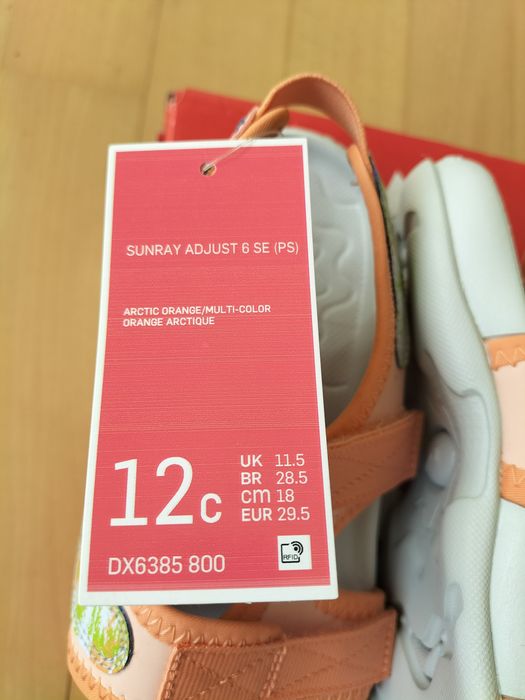 SUNRAY ADJUST 6 SE (PS)
ARCTIC ORANGE/MULTI-COLOR
ORANGE ARCTIQUE
12c
UK 11.5
BR 28.5
cm 18
EUR 29.5
DX6385 800
RFID